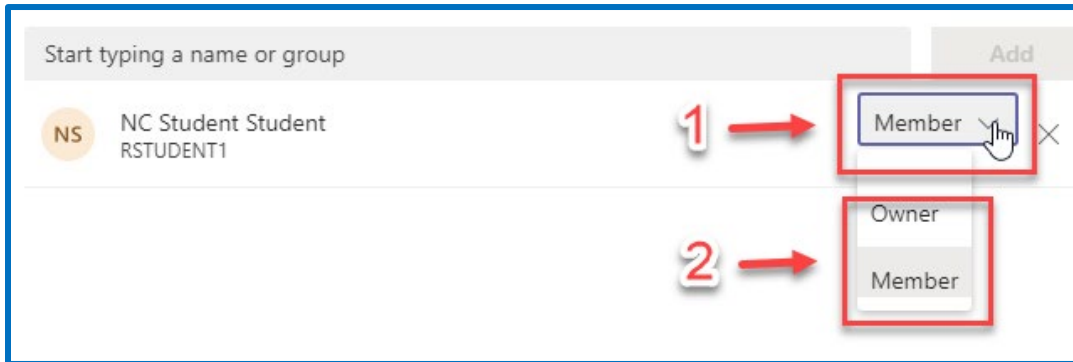 Start typing a name or group
Add
NS
NC Student Student
RSTUDENT1
1
Member
Owner
2
Member